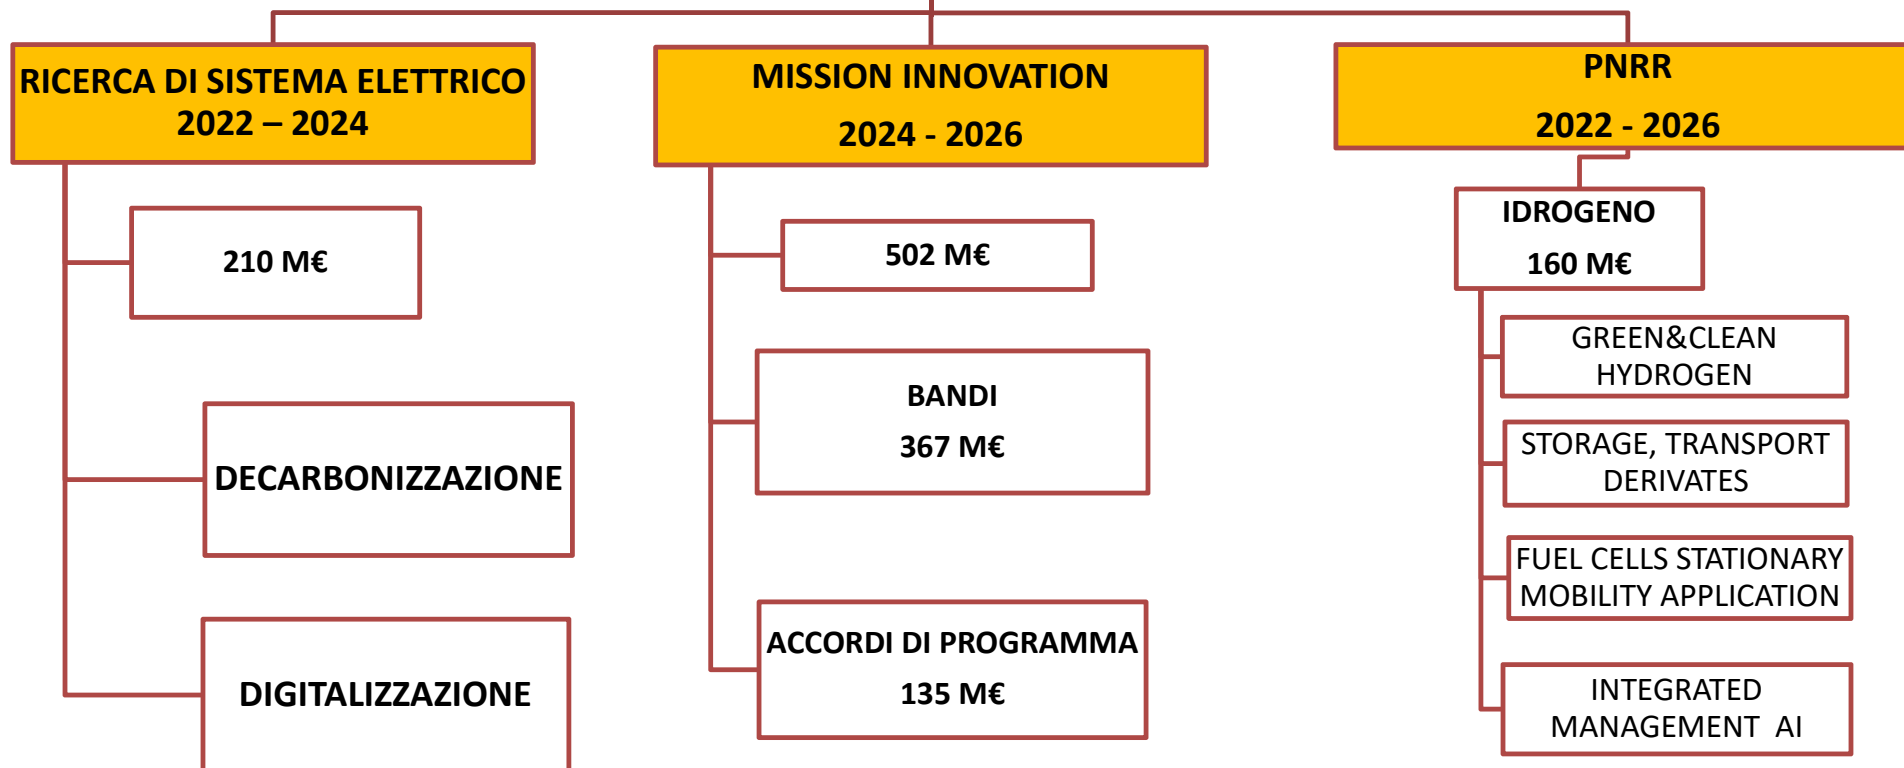 RICERCA DI SISTEMA ELETTRICO
2022 – 2024
210 M€
DECARBONIZZAZIONE
DIGITALIZZAZIONE
MISSION INNOVATION
2024 - 2026
502 M€
BANDI
367 M€
ACCORDI DI PROGRAMMA
135 M€
PNRR
2022 - 2026
IDROGENO
160 M€
GREEN&CLEAN
HYDROGEN
STORAGE, TRANSPORT
DERIVATES
FUEL CELLS STATIONARY
MOBILITY APPLICATION
INTEGRATED
MANAGEMENT AI